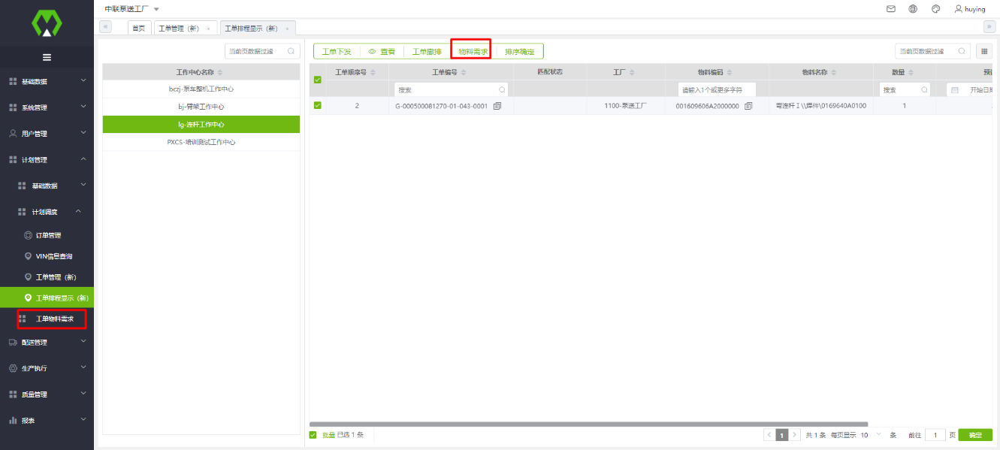 中联泵送工厂
huying
首页 工单管理（新） × 工单排程显示（新） ×
基础数据
系统管理
用户管理
计划管理
基础数据
计划调度
订单管理
VIN信息查询
工单管理（新）
工单排程显示（新）
工单物料需求
配送管理
生产执行
质量管理
报表
当前页数据过滤
工作中心名称
bczj-泵车整机工作中心
bj-臂架工作中心
lg-连杆工作中心
PXCS-培训测试工作中心
工单下发 查看 工单撤排 物料需求 排序确定
当前页数据过滤
工单顺序号 工单编号 匹配状态 工厂 物料编码 物料名称 数量
搜索 请输入1个或更多字符 搜索 开始日期
2 G-000500081270-01-043-0001 1100-泵送工厂 001609606A2000000 弯连杆Ⅰ\\焊件\0169640A0100 1
批量 已选 1 条
1 共 1 条 每页显示 10 条 前往 1 页 确定